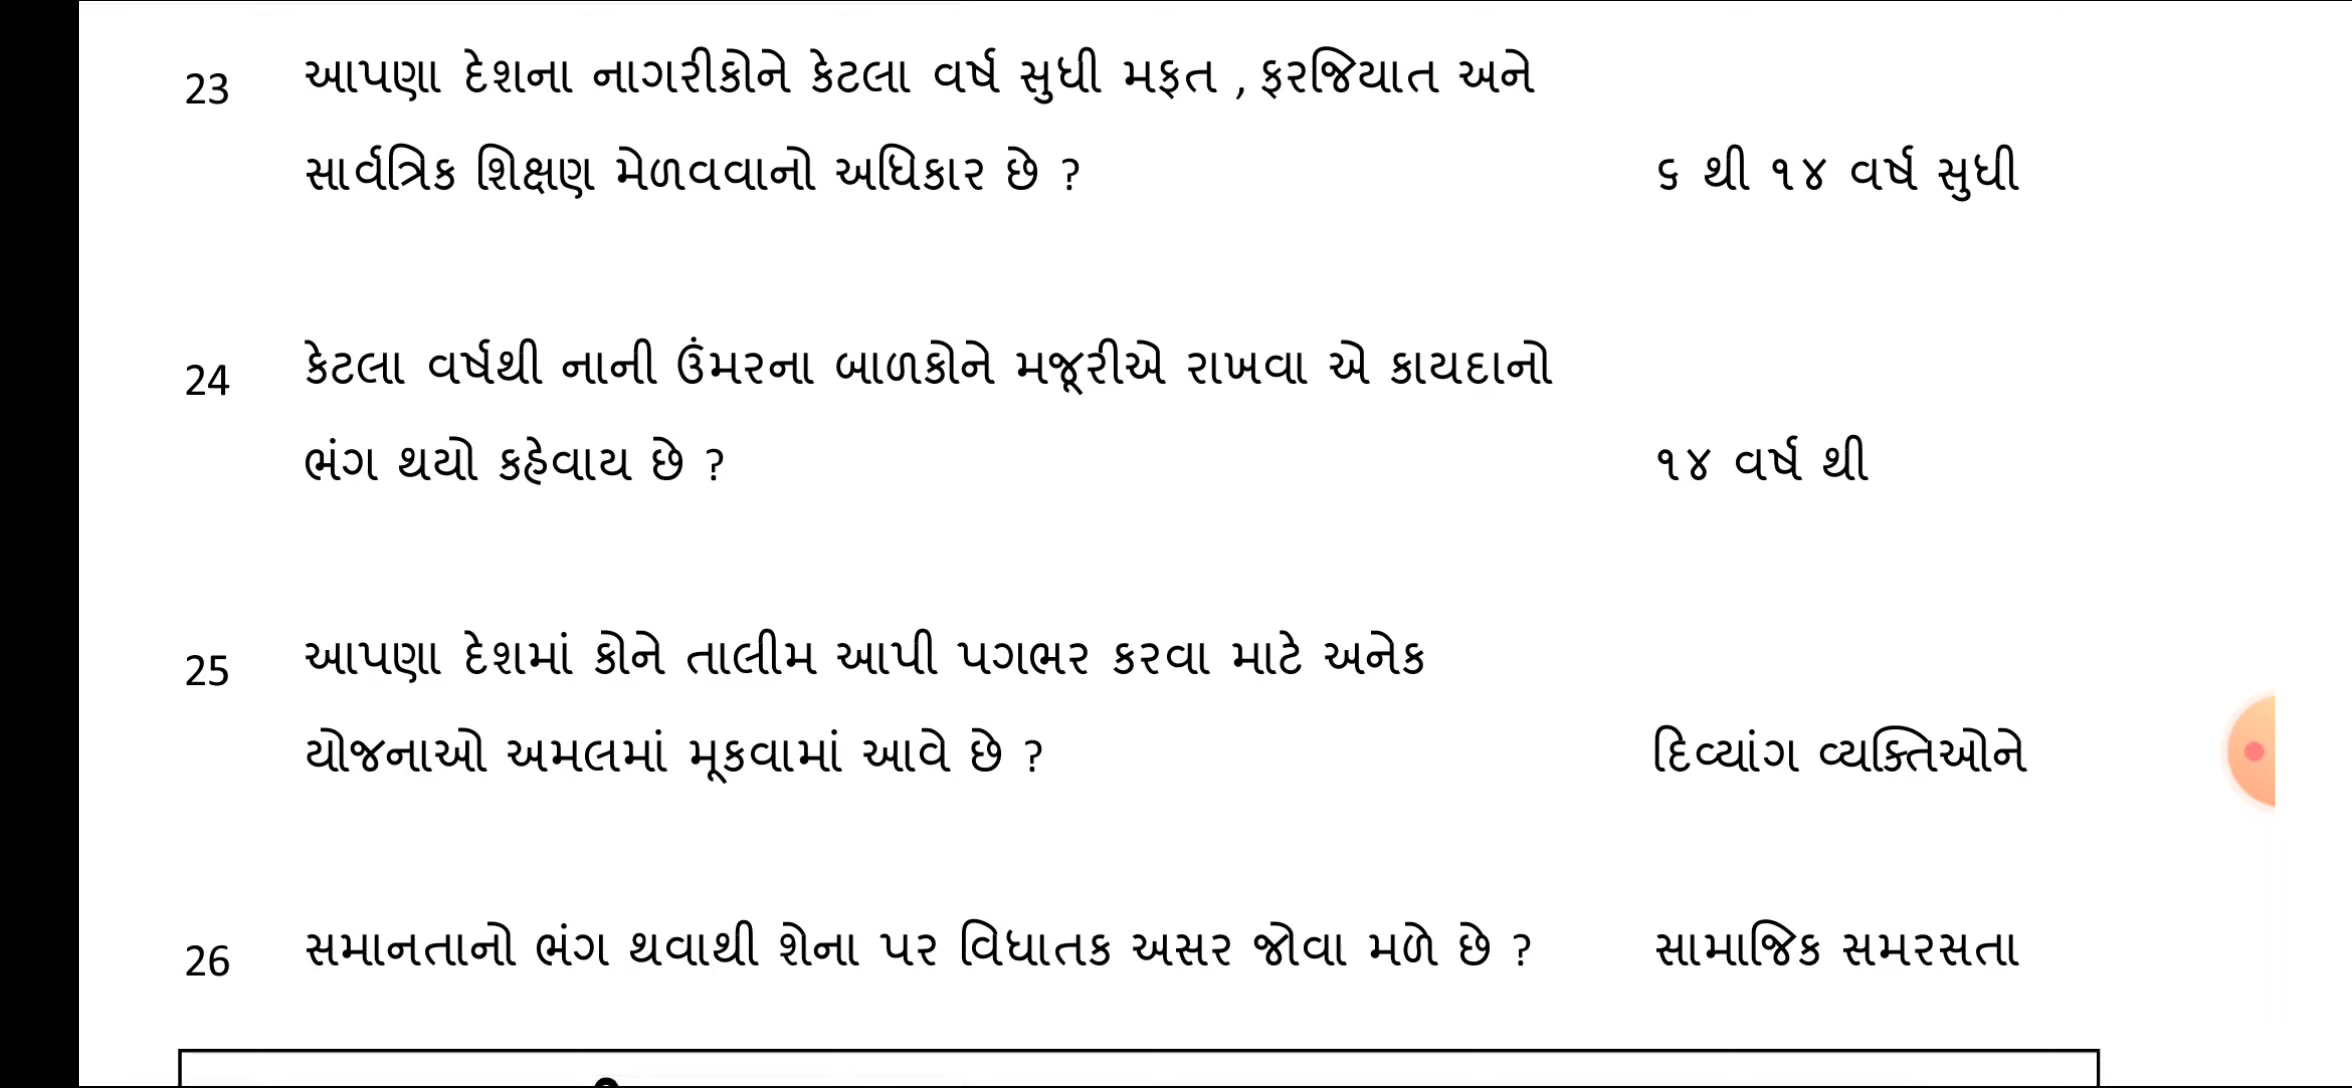 23 આપણા દેશના નાગરીકોને કેટલા વર્ષ સુધી મફત , ફરજિયાત અને
સાર્વત્રિક શિક્ષણ મેળવવાનો અધિકાર છે ? ૬ થી ૧૪ વર્ષ સુધી
24 કેટલા વર્ષથી નાની ઉંમરના બાળકોને મજૂરીએ રાખવા એ કાયદાનો
ભંગ થયો કહેવાય છે ? ૧૪ વર્ષ થી
25 આપણા દેશમાં કોને તાલીમ આપી પગભર કરવા માટે અનેક
યોજનાઓ અમલમાં મૂકવામાં આવે છે ? દિવ્યાંગ વ્યક્તિઓને
26 સમાનતાનો ભંગ થવાથી શેના પર વિધાતક અસર જોવા મળે છે ? સામાજિક સમરસતા